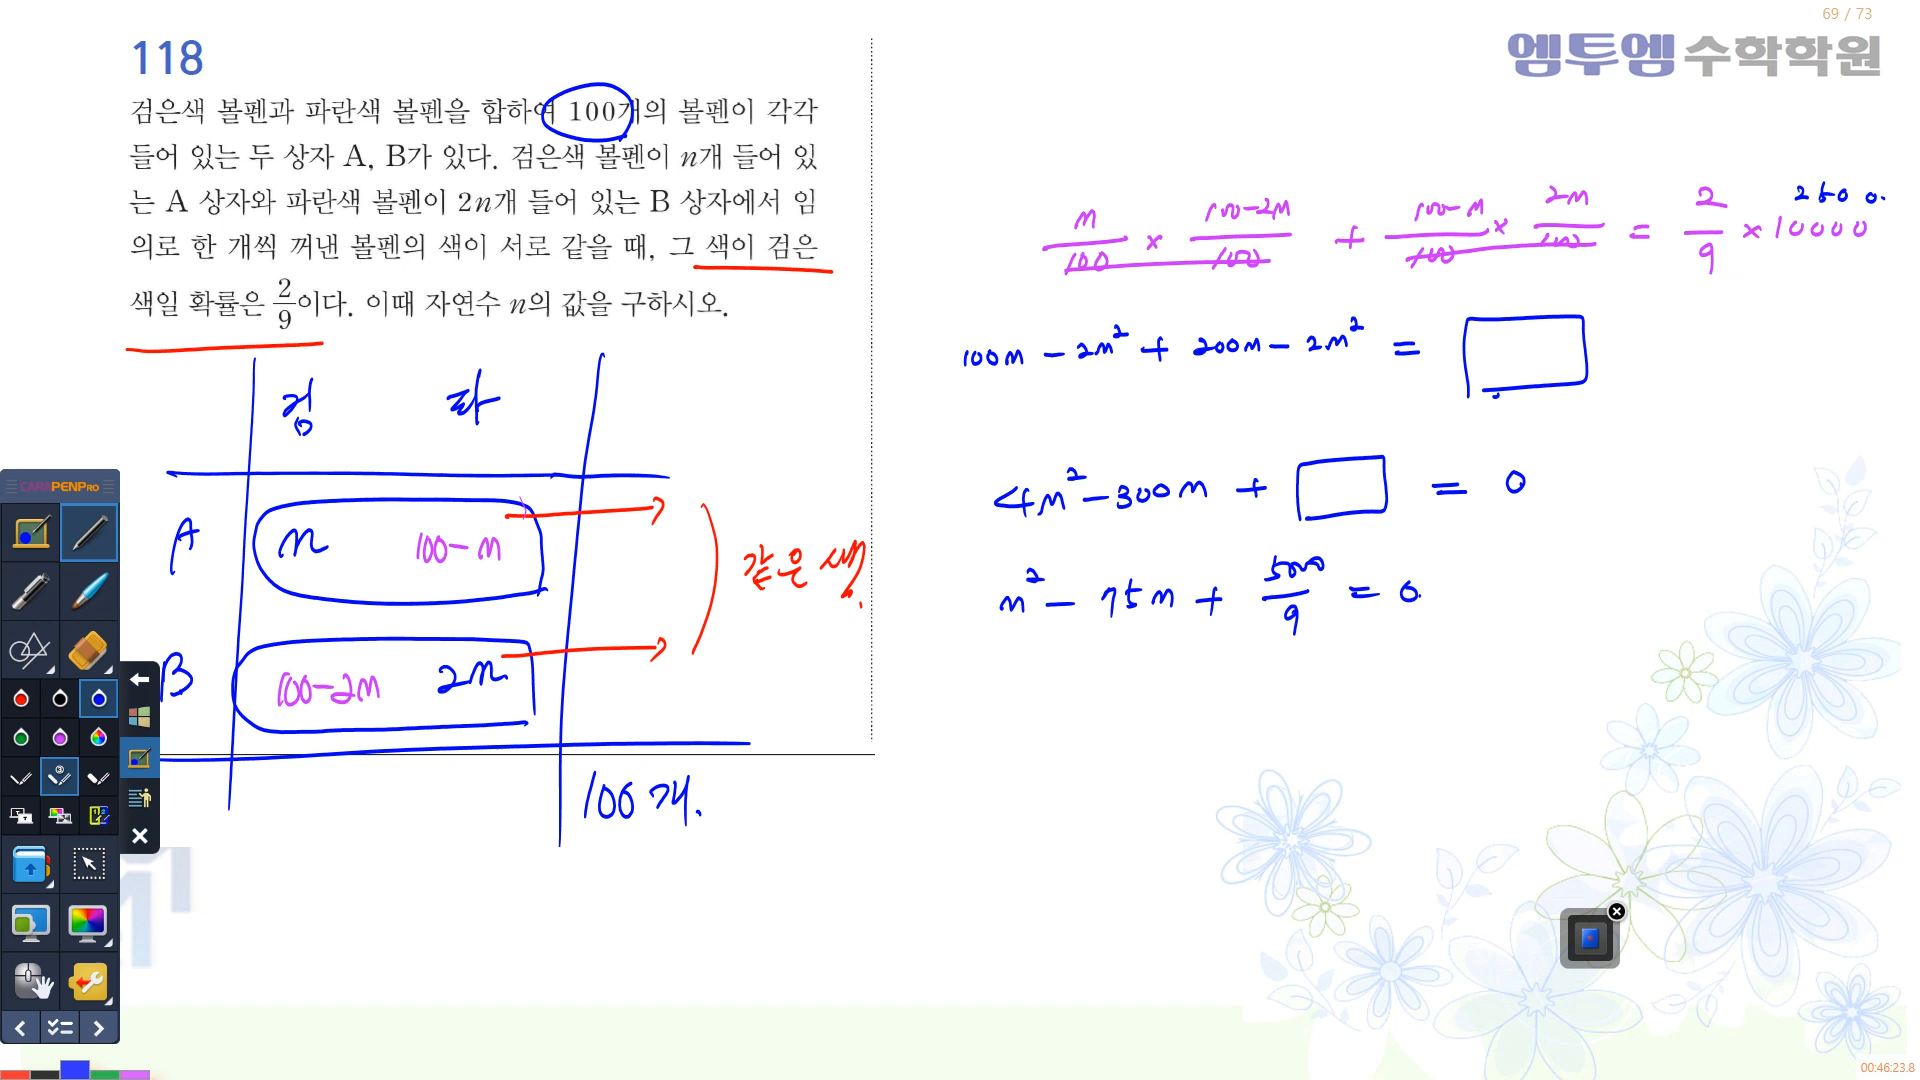 69 / 73
엠투엠수학학원
118
검은색 볼펜과 파란색 볼펜을 합하여 100개의 볼펜이 각각
들어 있는 두 상자 A, B가 있다. 검은색 볼펜이 n개 들어 있
는 A 상자와 파란색 볼펜이 2n개 들어 있는 B 상자에서 임
의로 한 개씩 꺼낸 볼펜의 색이 서로 같을 때, 그 색이 검은
색일 확률은 2/9이다. 이때 자연수 n의 값을 구하시오.
검 파
A n 100-n
B 100-2n 2n
같은 색.
100개.
n/100 × 100-2n/100 + 100-n/100 × 2n/100 = 2/9 × 10000
100n - 2n² + 200n - 2n² =
4n² - 300n + = 0
n² - 75n + 5000/9 = 0.
CARAPENPRO
00:46:23.8